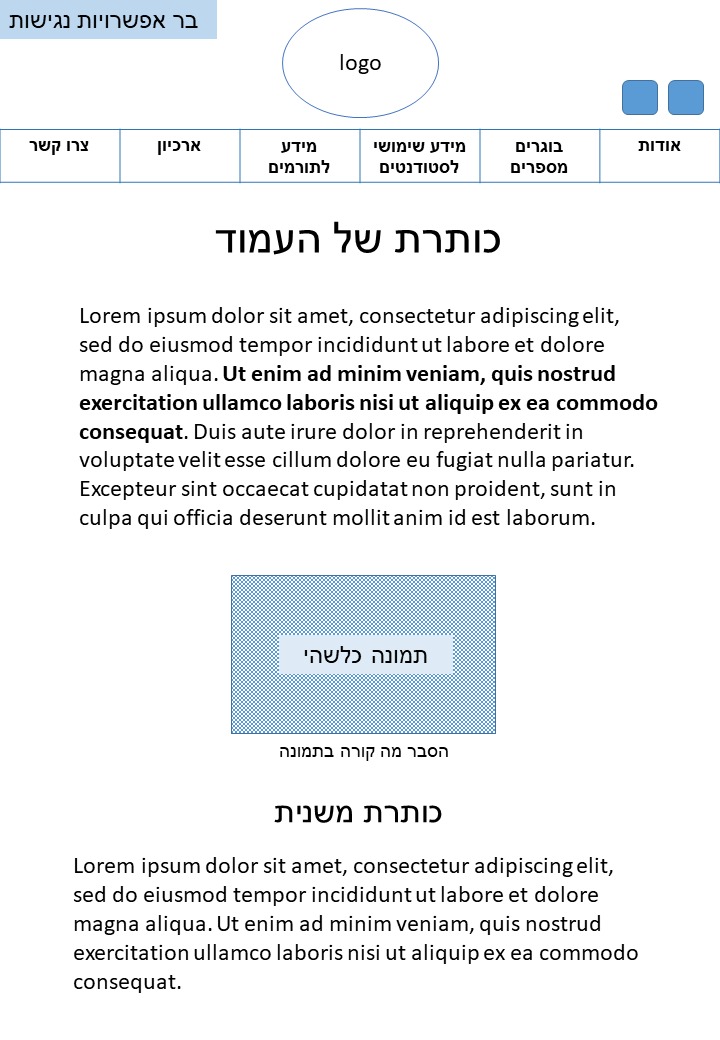 בר אפשרויות נגישות
logo
אודות
בוגרים
מספרים
מידע שימושי
לסטודנטים
מידע
לתורמים
ארכיון
צרו קשר
כותרת של העמוד
Lorem ipsum dolor sit amet, consectetur adipiscing elit,
sed do eiusmod tempor incididunt ut labore et dolore
magna aliqua. Ut enim ad minim veniam, quis nostrud
exercitation ullamco laboris nisi ut aliquip ex ea commodo
consequat. Duis aute irure dolor in reprehenderit in
voluptate velit esse cillum dolore eu fugiat nulla pariatur.
Excepteur sint occaecat cupidatat non proident, sunt in
culpa qui officia deserunt mollit anim id est laborum.
תמונה כלשהי
הסבר מה קורה בתמונה
כותרת משנית
Lorem ipsum dolor sit amet, consectetur adipiscing elit,
sed do eiusmod tempor incididunt ut labore et dolore
magna aliqua. Ut enim ad minim veniam, quis nostrud
exercitation ullamco laboris nisi ut aliquip ex ea commodo
consequat.